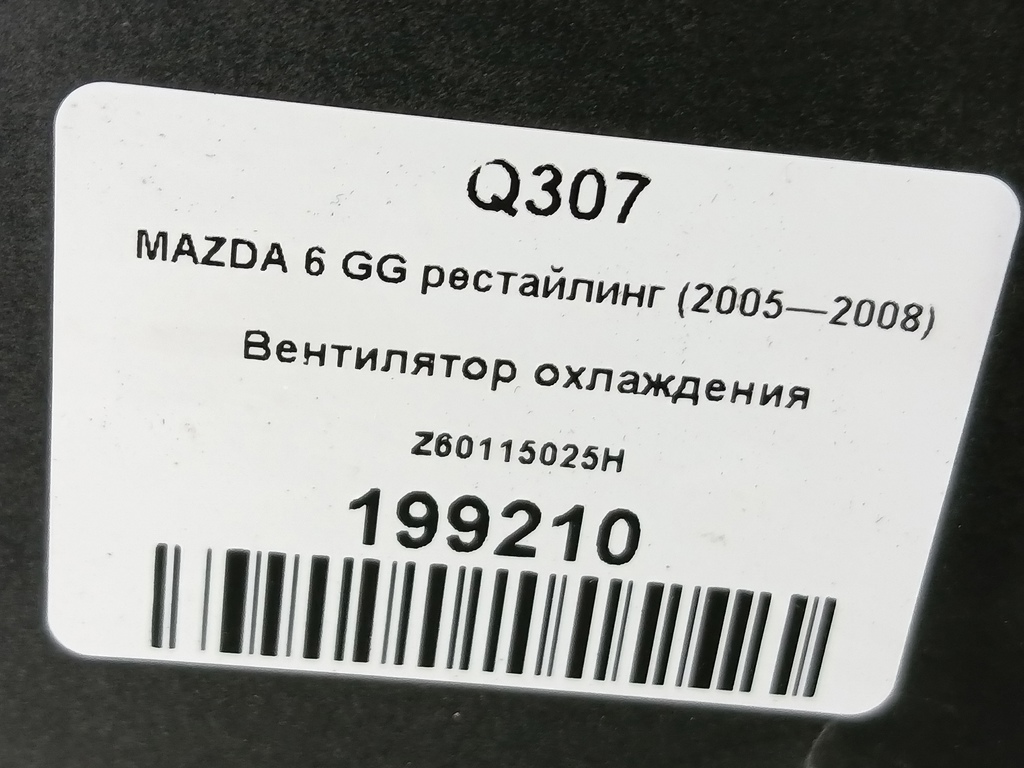 Q307
MAZDA 6 GG рестайлинг (2005—2008)
Вентилятор охлаждения
Z60115025H
199210